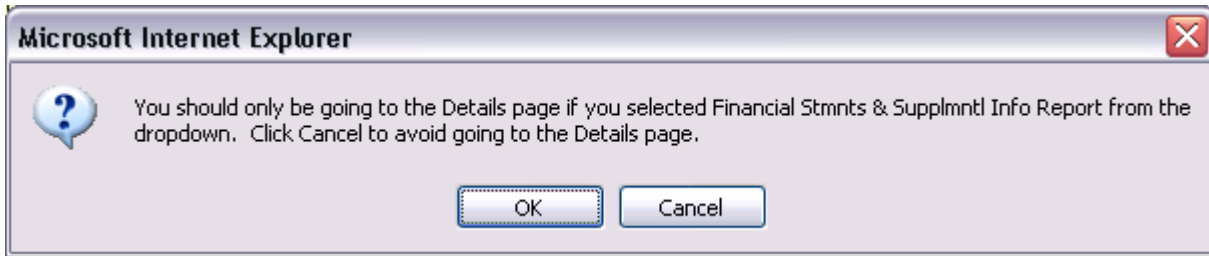 Microsoft Internet Explorer
You should only be going to the Details page if you selected Financial Stmnts & Supplmntl Info Report from the
dropdown.  Click Cancel to avoid going to the Details page.
OK Cancel